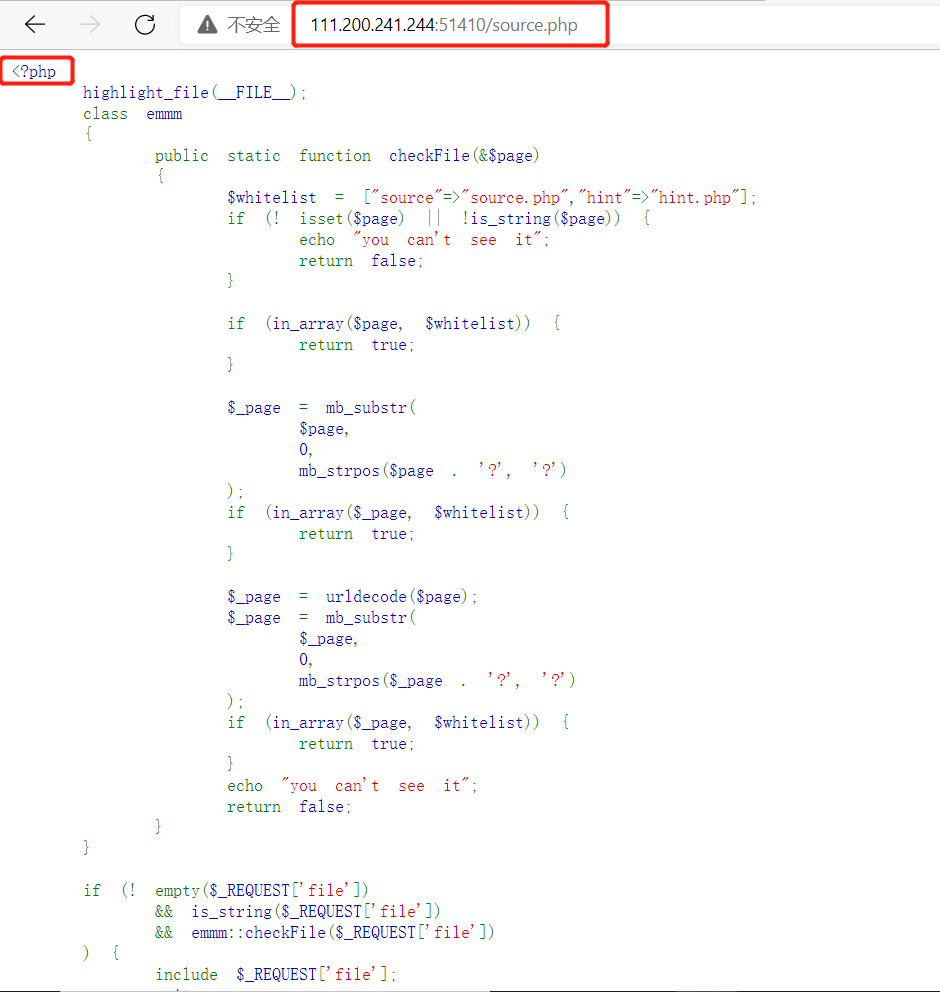 不安全 111.200.241.244:51410/source.php
<?php
highlight_file(__FILE__);
class emmm
{
public static function checkFile(&$page)
{
$whitelist = ["source"=>"source.php","hint"=>"hint.php"];
if (! isset($page) || !is_string($page)) {
echo "you can't see it";
return false;
}
if (in_array($page, $whitelist)) {
return true;
}
$_page = mb_substr(
$page,
0,
mb_strpos($page . '?', '?')
);
if (in_array($_page, $whitelist)) {
return true;
}
$_page = urldecode($page);
$_page = mb_substr(
$_page,
0,
mb_strpos($_page . '?', '?')
);
if (in_array($_page, $whitelist)) {
return true;
}
echo "you can't see it";
return false;
}
}
if (! empty($_REQUEST['file'])
&& is_string($_REQUEST['file'])
&& emmm::checkFile($_REQUEST['file'])
) {
include $_REQUEST['file'];